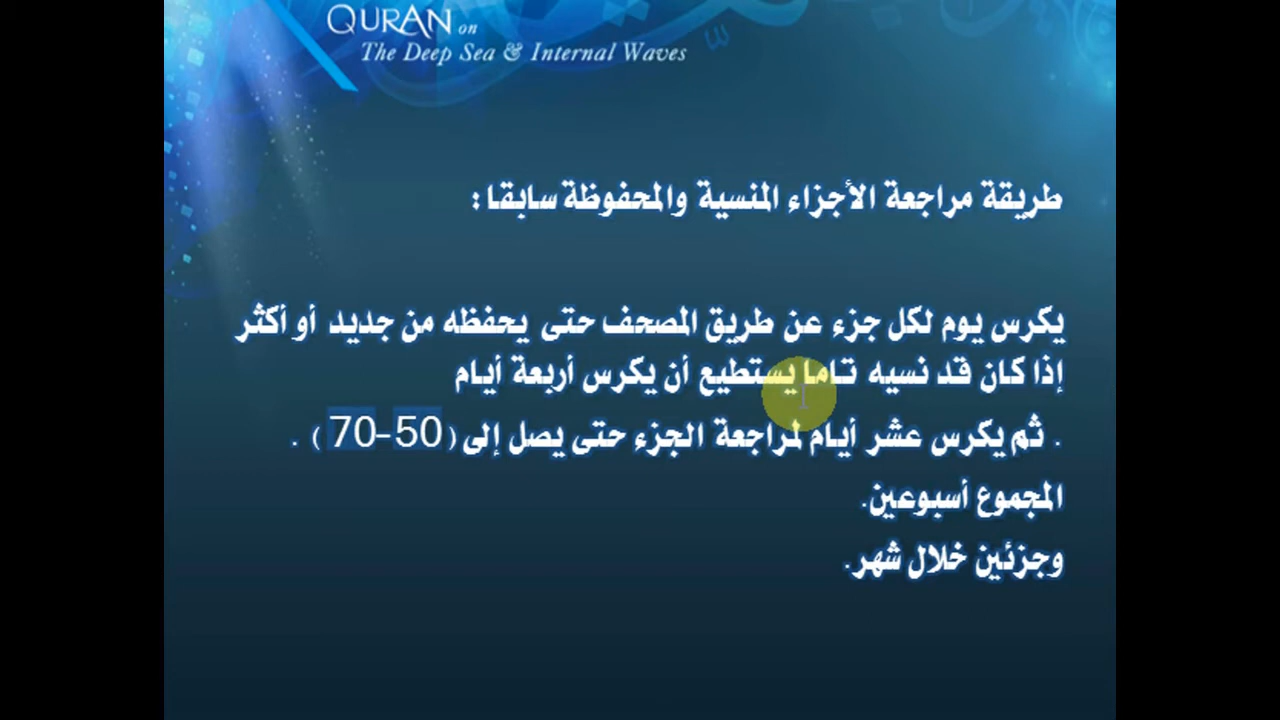 QURAN on
The Deep Sea & Internal Waves
طريقة مراجعة الأجزاء المنسية والمحفوظة سابقا :
يكرس يوم لكل جزء عن طريق المصحف حتى يحفظه من جديد أو أكثر
إذا كان قد نسيه تاما يستطيع أن يكرس أربعة أيام
. ثم يكرس عشر أيام لمراجعة الجزء حتى يصل إلى (50-70 ) .
المجموع أسبوعين.
وجزئين خلال شهر.